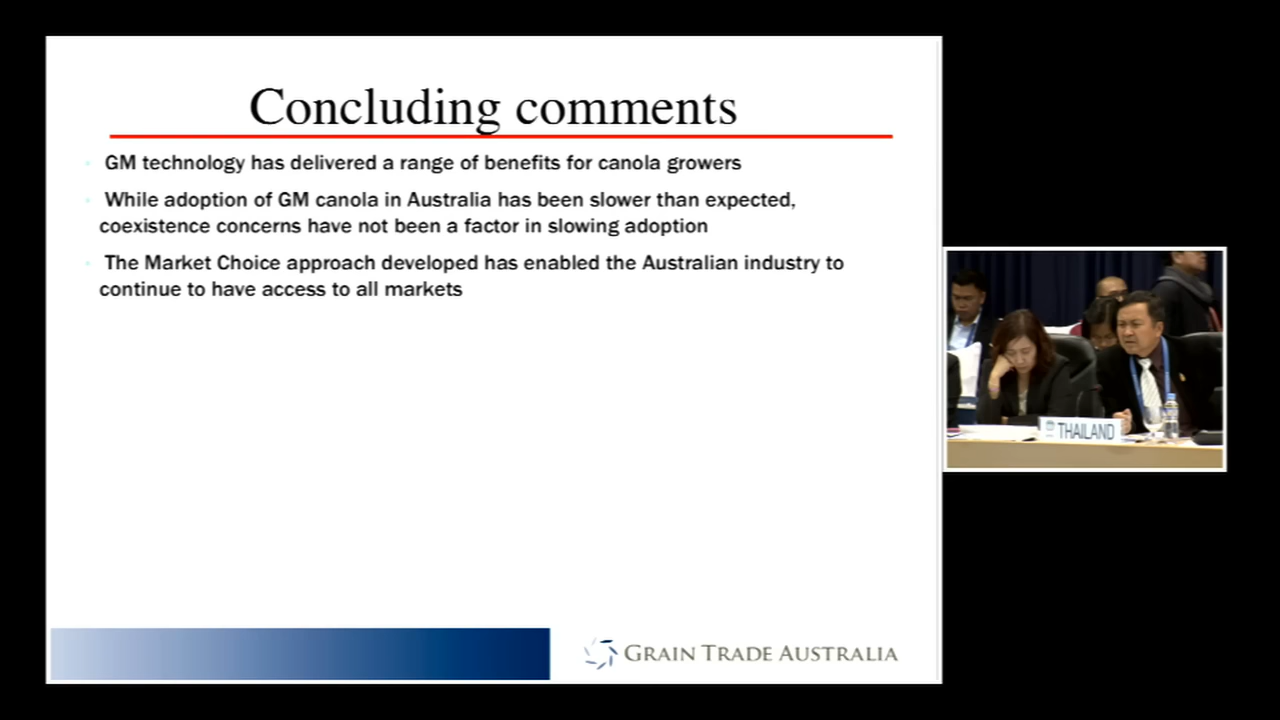 Concluding comments
GM technology has delivered a range of benefits for canola growers
While adoption of GM canola in Australia has been slower than expected,
coexistence concerns have not been a factor in slowing adoption
The Market Choice approach developed has enabled the Australian industry to
continue to have access to all markets
THAILAND
GRAIN TRADE AUSTRALIA